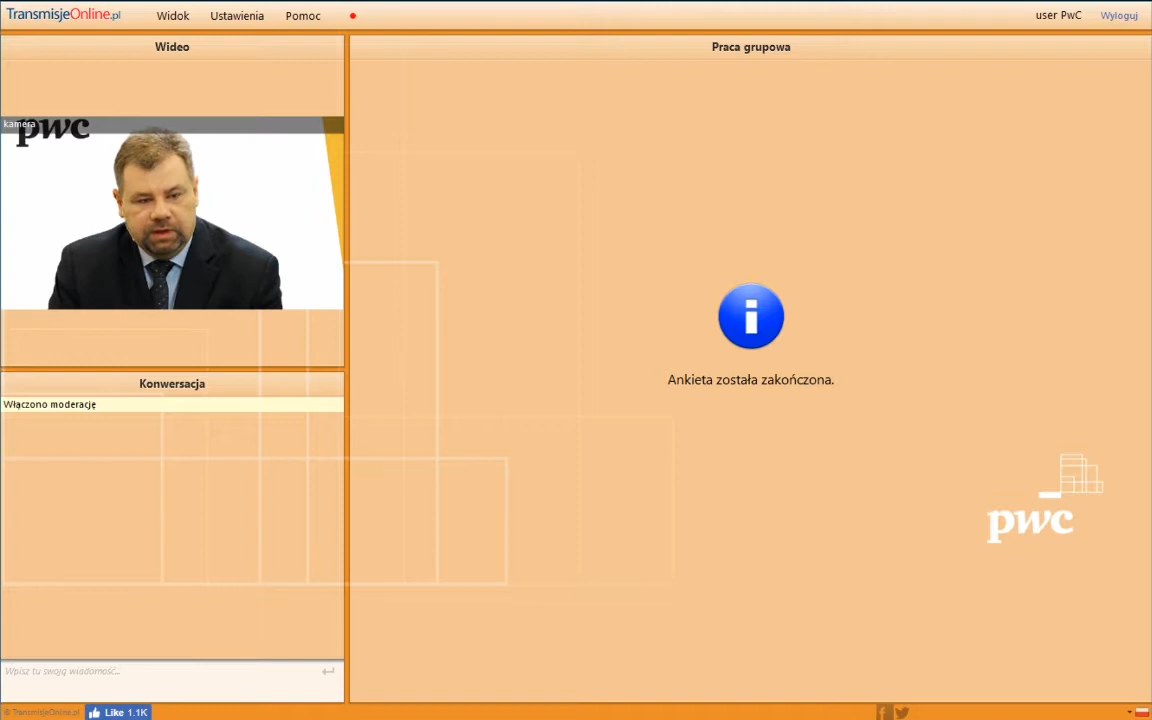 TransmisjeOnline.pl Widok Ustawienia Pomoc user PwC Wyloguj
Wideo
Praca grupowa
kamera
pwc
Ankieta została zakończona.
Konwersacja
Włączono moderację
pwc
Wpisz tu swoją wiadomość...
© TransmisjeOnline.pl Like 1.1K